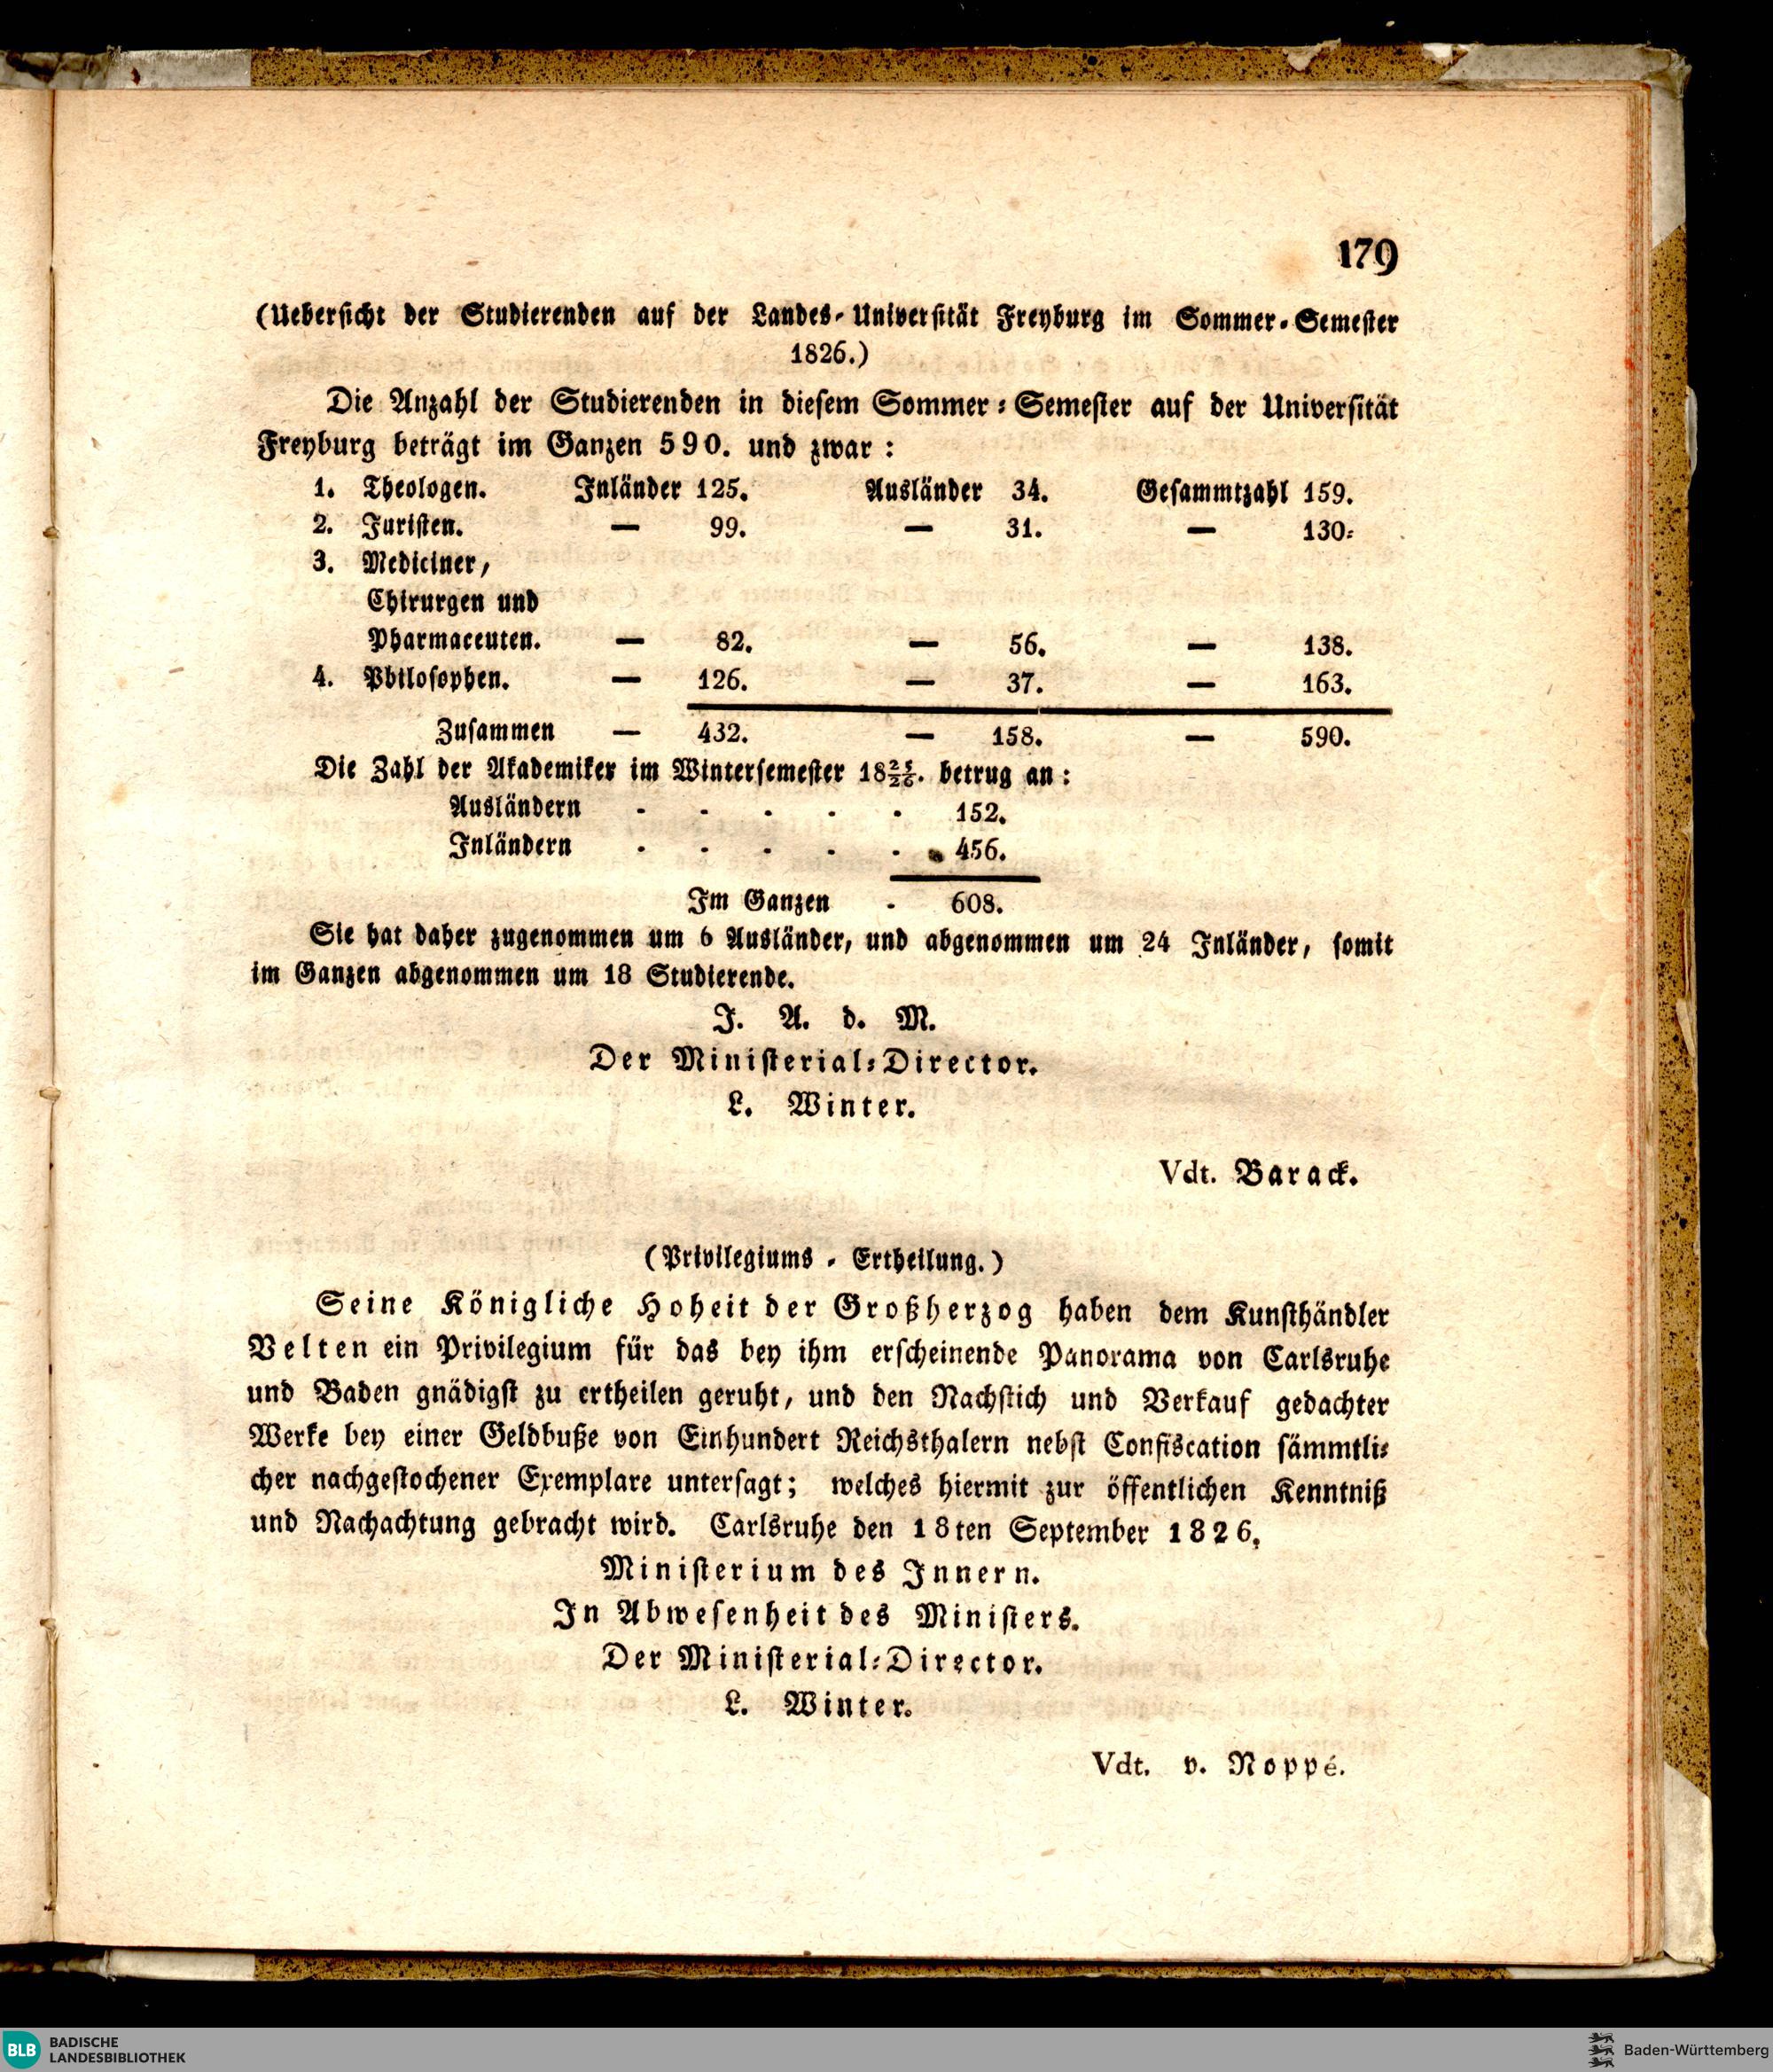 179
(Uebersicht der Studierenden auf der Landes-Universität Freyburg im Sommer-Semester
1826.)
Die Anzahl der Studierenden in diesem Sommer-Semester auf der Universität
Freyburg beträgt im Ganzen 590. und zwar:
1. Theologen. Inländer 125. Ausländer 34. Gesammtzahl 159.
2. Juristen. — 99. — 31. — 130.
3. Mediciner,
Chirurgen und
Pharmaceuten. — 82. — 56. — 138.
4. Philosophen. — 126. — 37. — 163.
Zusammen — 432. — 158. — 590.
Die Zahl der Akademiker im Wintersemester 18 25/26. betrug an:
Ausländern - - - - - 152.
Inländern - - - - - 456.
Im Ganzen - 608.
Sie hat daher zugenommen um 6 Ausländer, und abgenommen um 24 Inländer, somit
im Ganzen abgenommen um 18 Studierende.
J. A. d. M.
Der Ministerial-Director.
L. Winter.
Vdt. Barack.
(Privilegiums-Ertheilung.)
Seine Königliche Hoheit der Großherzog haben dem Kunsthändler
Velten ein Privilegium für das bey ihm erscheinende Panorama von Carlsruhe
und Baden gnädigst zu ertheilen geruht, und den Nachstich und Verkauf gedachter
Werke bey einer Geldbuße von Einhundert Reichsthalern nebst Confiscation sämmtli-
cher nachgestochener Exemplare untersagt; welches hiermit zur öffentlichen Kenntniß
und Nachachtung gebracht wird. Carlsruhe den 18ten September 1826.
Ministerium des Innern.
In Abwesenheit des Ministers.
Der Ministerial-Director.
L. Winter.
Vdt. v. Noppé.
BLB BADISCHE
LANDESBIBLIOTHEK
Baden-Württemberg